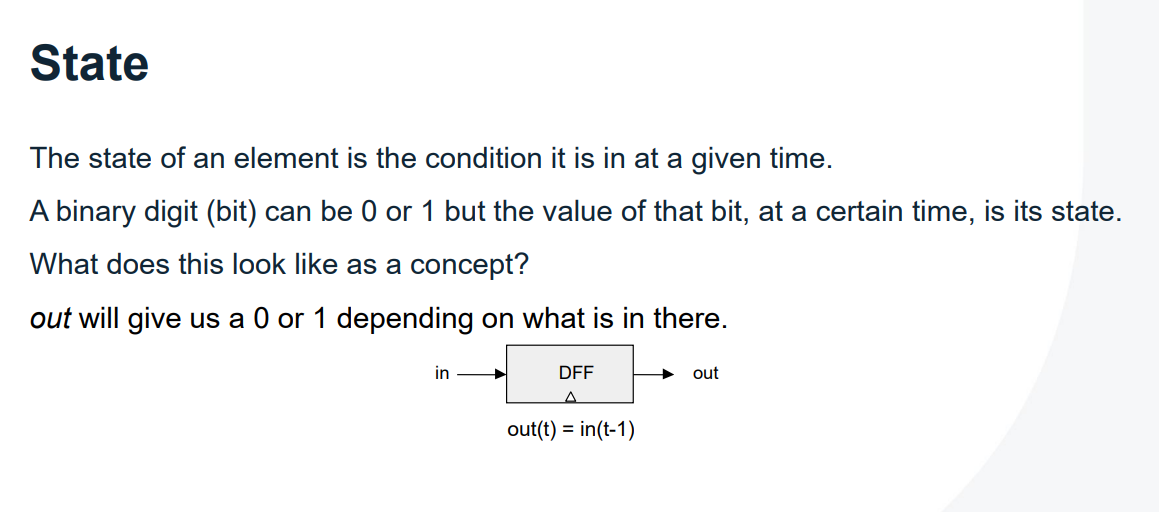 State
The state of an element is the condition it is in at a given time.
A binary digit (bit) can be 0 or 1 but the value of that bit, at a certain time, is its state.
What does this look like as a concept?
out will give us a 0 or 1 depending on what is in there.
in DFF out
out(t) = in(t-1)